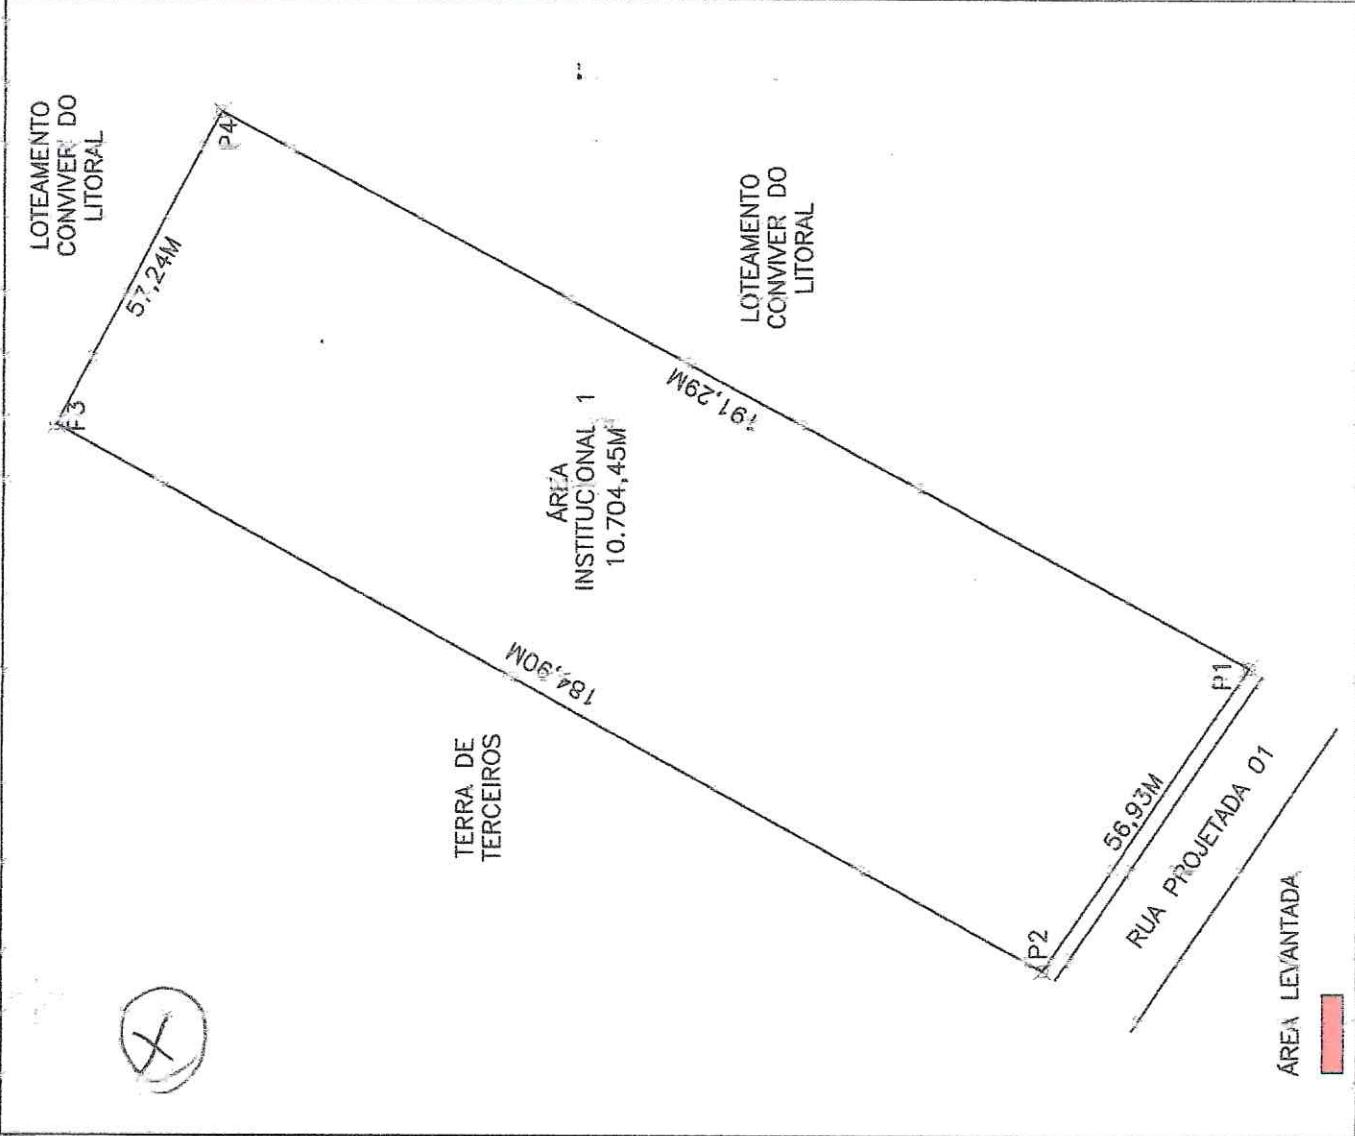 LOTEAMENTO
CONVIVER DO
LITORAL
P4
57,24M
P3
LOTEAMENTO
CONVIVER DO
LITORAL
191,29M
ÁREA
INSTITUCIONAL 1
10.704,45M
184,90M
TERRA DE
TERCEIROS
P1
56,93M
P2
RUA PROJETADA 01
ÁREA LEVANTADA